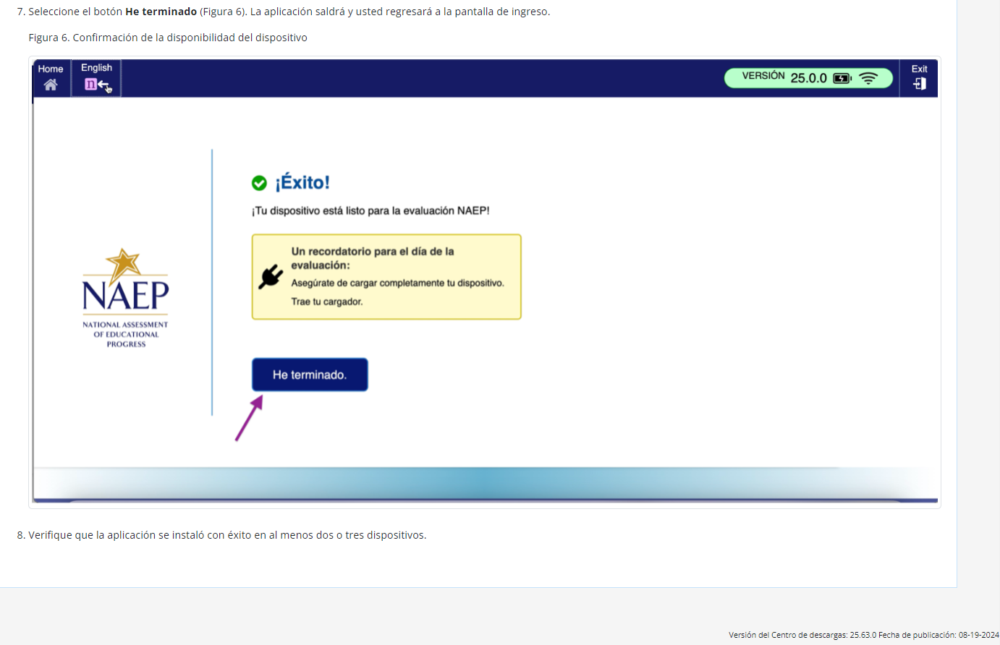 7. Seleccione el botón He terminado (Figura 6). La aplicación saldrá y usted regresará a la pantalla de ingreso.
Figura 6. Confirmación de la disponibilidad del dispositivo
Home
English
n
VERSIÓN 25.0.0
Exit
¡Éxito!
¡Tu dispositivo está listo para la evaluación NAEP!
Un recordatorio para el día de la
evaluación:
Asegúrate de cargar completamente tu dispositivo.
Trae tu cargador.
NAEP
NATIONAL ASSESSMENT
OF EDUCATIONAL
PROGRESS
He terminado.
8. Verifique que la aplicación se instaló con éxito en al menos dos o tres dispositivos.
Versión del Centro de descargas: 25.63.0 Fecha de publicación: 08-19-2024